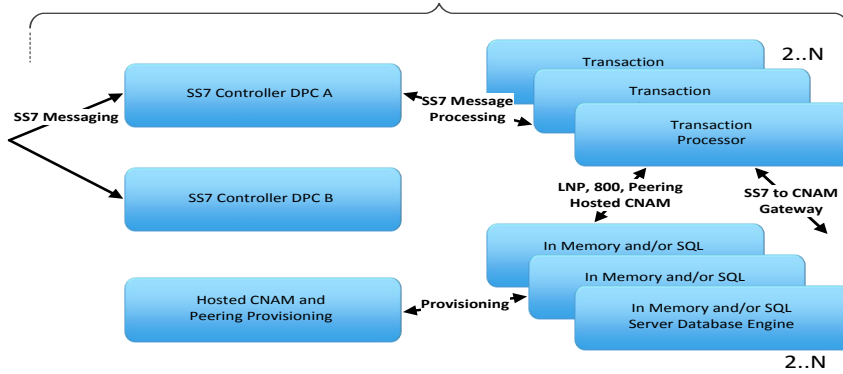 2..N
Transaction
SS7 Controller DPC A
SS7 Message
Processing
Transaction
SS7 Messaging
Transaction
Processor
LNP, 800, Peering
Hosted CNAM
SS7 to CNAM
Gateway
SS7 Controller DPC B
In Memory and/or SQL
In Memory and/or SQL
Hosted CNAM and
Peering Provisioning
Provisioning
In Memory and/or SQL
Server Database Engine
2..N